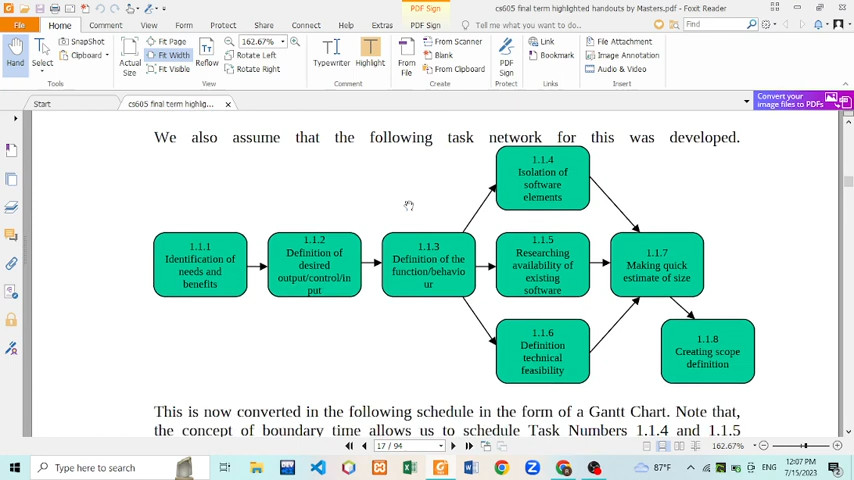 cs605 final term highlighted handouts by Masters.pdf - Foxit Reader
PDF Sign
File Home Comment View Form Protect Share Connect Help Extras PDF Sign Tell me what you want to do... Find
Hand
Select
SnapShot
Clipboard
Tools
Actual Size
Fit Page
Fit Width
Fit Visible
Reflow
162.67%
Rotate Left
Rotate Right
View
Typewriter
Highlight
Comment
From File
From Scanner
Blank
From Clipboard
Create
PDF Sign
Protect
Link
Bookmark
Links
File Attachment
Image Annotation
Audio & Video
Insert
Start
cs605 final term highlig...
Convert your
image files to PDFs
We also assume that the following task network for this was developed.
1.1.4
Isolation of
software
elements
1.1.1
Identification of
needs and
benefits
1.1.2
Definition of
desired
output/control/in
put
1.1.3
Definition of the
function/behavio
ur
1.1.5
Researching
availability of
existing
software
1.1.7
Making quick
estimate of size
1.1.6
Definition
technical
feasibility
1.1.8
Creating scope
definition
This is now converted in the following schedule in the form of a Gantt Chart. Note that,
the concept of boundary time allows us to schedule Task Numbers 1.1.4 and 1.1.5
17 / 94
162.67%
Type here to search
87°F
ENG
12:07 PM
7/15/2023